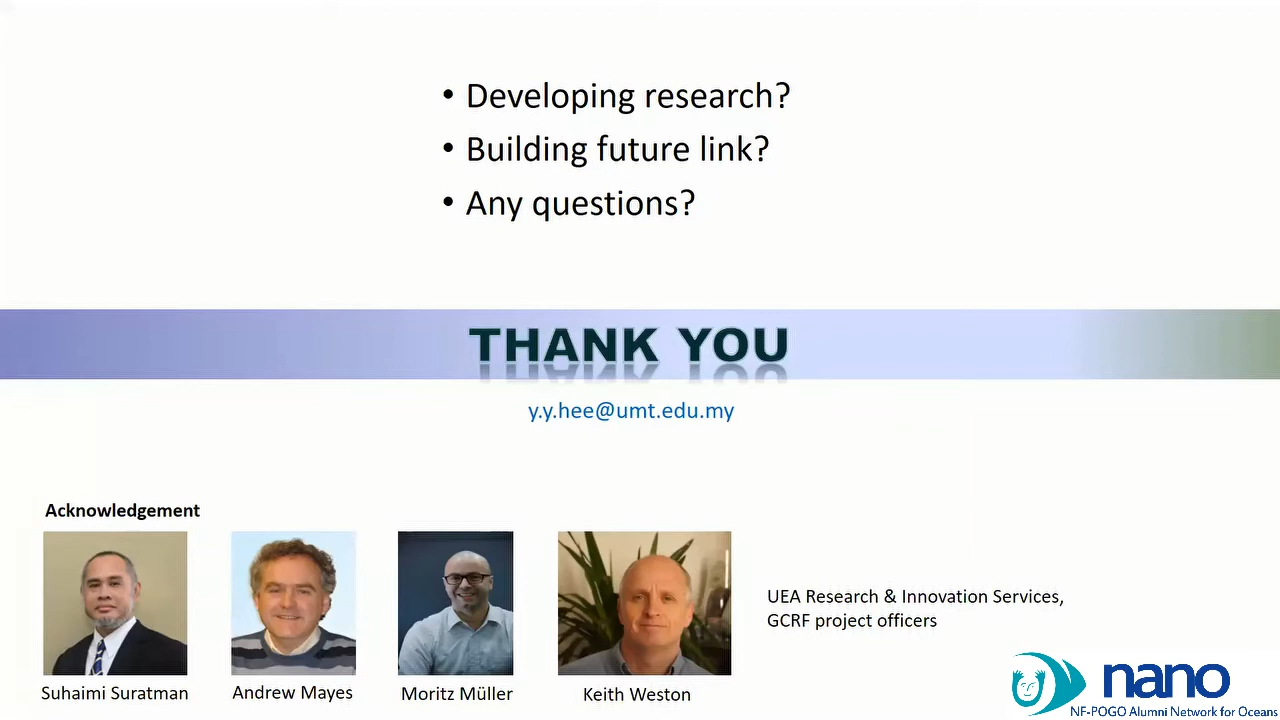 • Developing research?
• Building future link?
• Any questions?
THANK YOU
y.y.hee@umt.edu.my
Acknowledgement
Suhaimi Suratman
Andrew Mayes
Moritz Müller
Keith Weston
UEA Research & Innovation Services,
GCRF project officers
nano
NF-POGO Alumni Network for Oceans